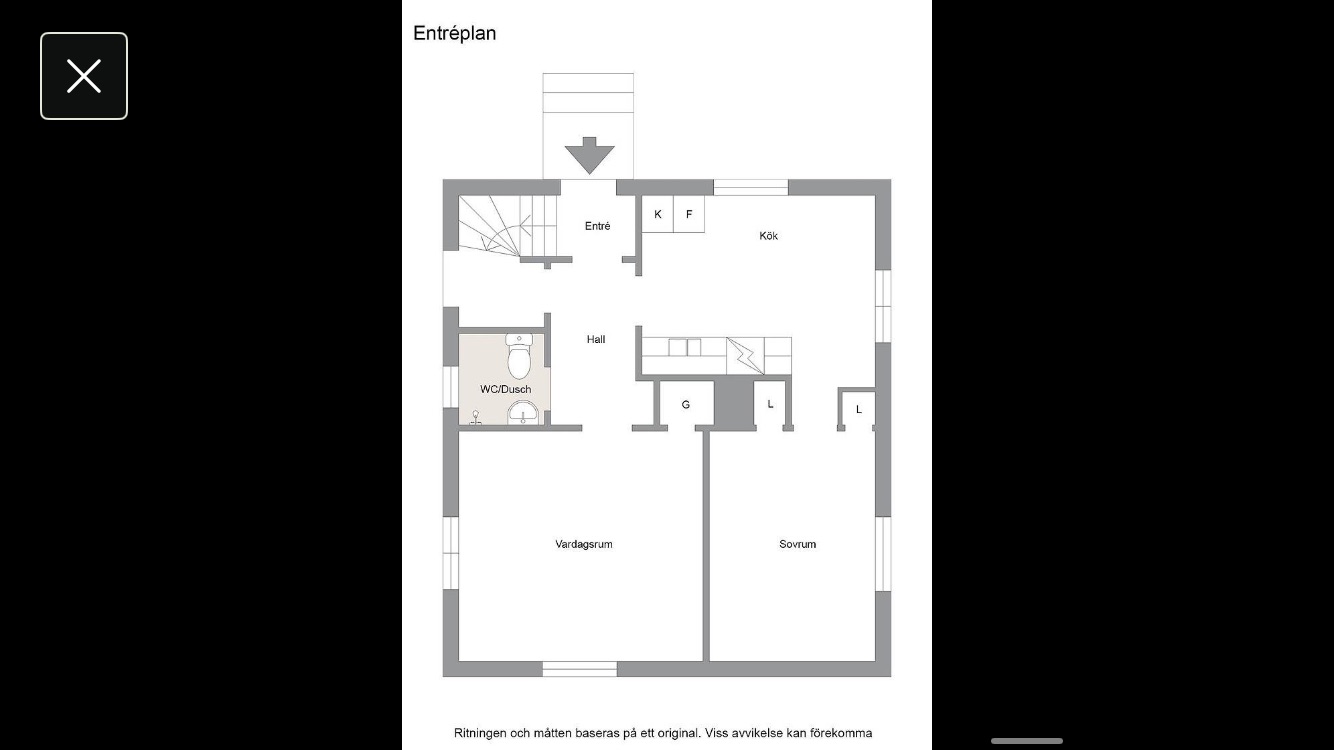 Entréplan
Entré
K
F
Kök
Hall
WC/Dusch
G
L
L
Vardagsrum
Sovrum
Ritningen och måtten baseras på ett original. Viss avvikelse kan förekomma